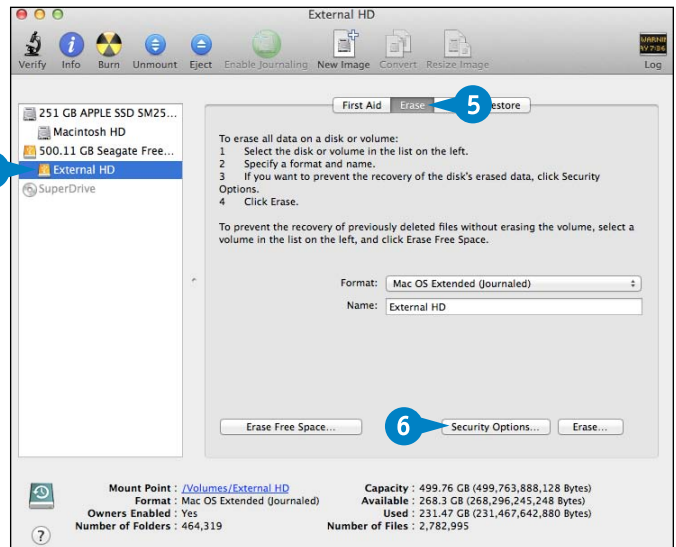 External HD
Verify Info Burn Unmount Eject Enable Journaling New Image Convert Resize Image Log
WARNIN
AY 7:86
First Aid Erase estore
5
251 GB APPLE SSD SM25...
Macintosh HD
500.11 GB Seagate Free...
External HD
SuperDrive
To erase all data on a disk or volume:
1 Select the disk or volume in the list on the left.
2 Specify a format and name.
3 If you want to prevent the recovery of the disk's erased data, click Security
Options.
4 Click Erase.
To prevent the recovery of previously deleted files without erasing the volume, select a
volume in the list on the left, and click Erase Free Space.
Format: Mac OS Extended (Journaled)
Name: External HD
Erase Free Space... 6 Security Options... Erase...
Mount Point : /Volumes/External HD
Format : Mac OS Extended (Journaled)
Owners Enabled : Yes
Number of Folders : 464,319
Capacity : 499.76 GB (499,763,888,128 Bytes)
Available : 268.3 GB (268,296,245,248 Bytes)
Used : 231.47 GB (231,467,642,880 Bytes)
Number of Files : 2,782,995
?